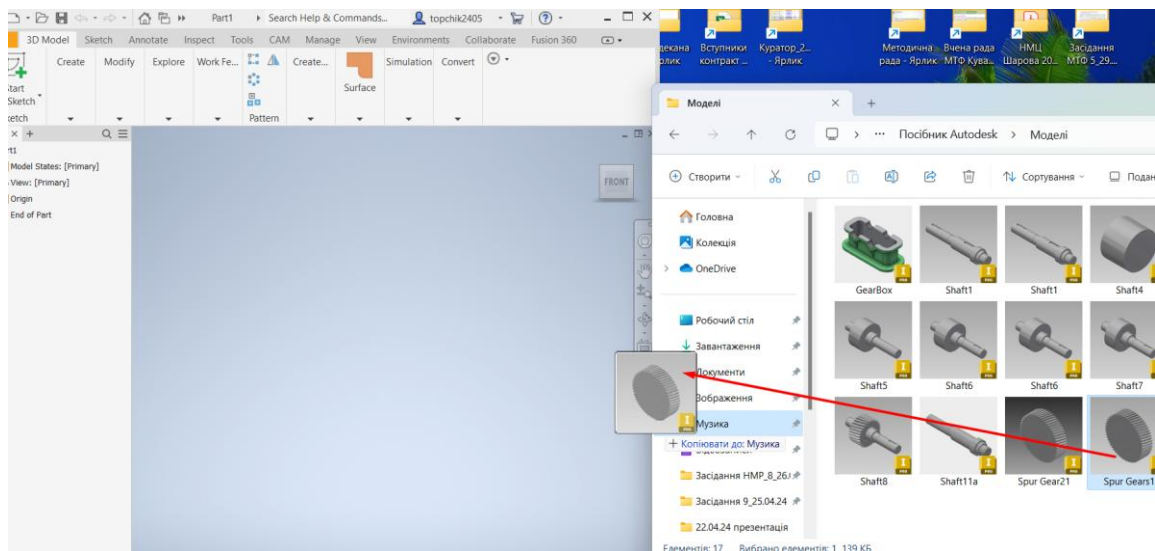 Part1
Search Help & Commands...
topchik2405
3D Model Sketch Annotate Inspect Tools CAM Manage View Environments Collaborate Fusion 360
Create Modify Explore Work Fe... Create... Simulation Convert
Sketch
Surface
Pattern
Model States: [Primary]
View: [Primary]
Origin
End of Part
FRONT
Вступники контракт ...
Куратор_2... - Ярлик
Методична рада - Ярлик
Вчена рада МТФ Кува...
НМЦ Шарова 20...
Засідання МТФ 5_29....
Моделі
Посібник Autodesk > Моделі
Створити
Сортування
Головна
Колекція
OneDrive
Робочий стіл
Завантаження
Документи
Зображення
Музика
+ Копіювати до: Музика
Засідання НМР_8_26.
Засідання 9_25.04.24
22.04.24 презентація
GearBox Shaft1 Shaft1 Shaft4
Shaft5 Shaft6 Shaft6 Shaft7
Shaft8 Shaft11a Spur Gear21 Spur Gears1
Елементів: 17 Вибрано елементів: 1, 139 КБ